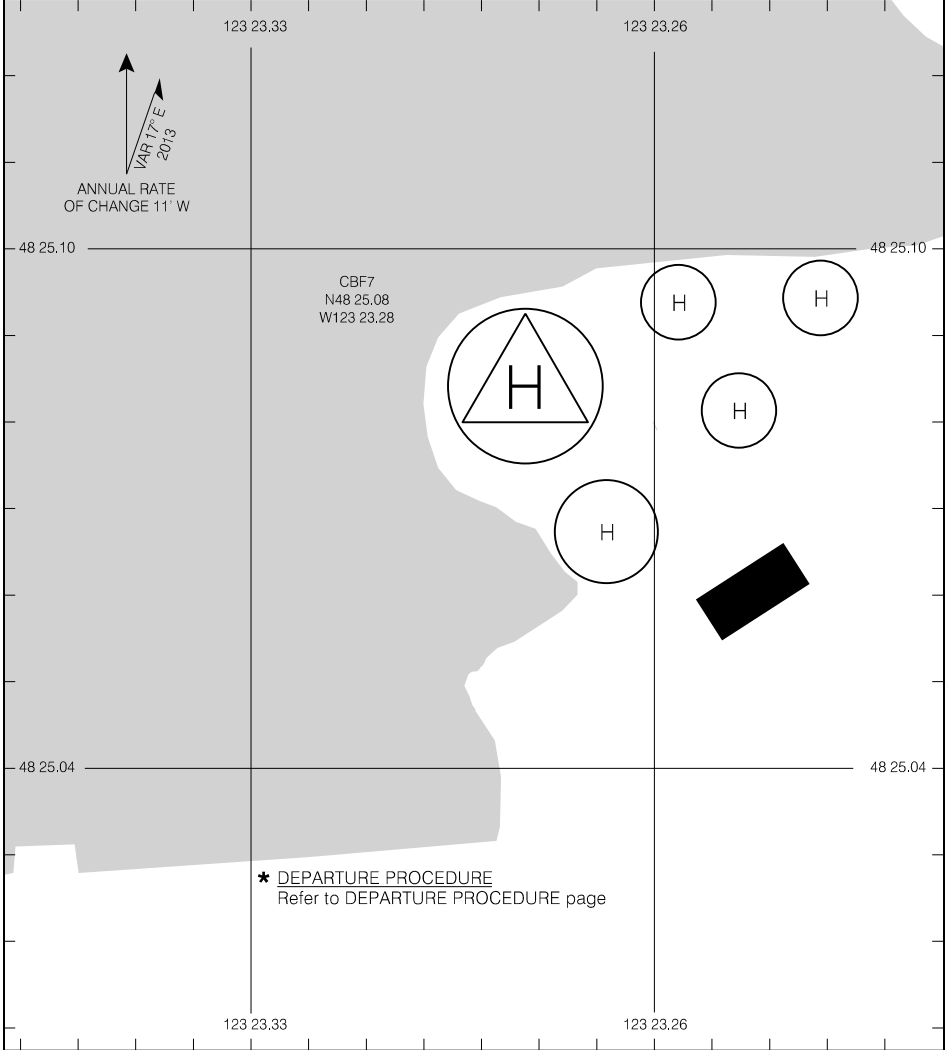 123 23.33
123 23.26
VAR 17° E
2013
ANNUAL RATE
OF CHANGE 11' W
48 25.10
48 25.10
CBF7
N48 25.08
W123 23.28
H
H
H
H
H
48 25.04
48 25.04
* DEPARTURE PROCEDURE
Refer to DEPARTURE PROCEDURE page
123 23.33
123 23.26